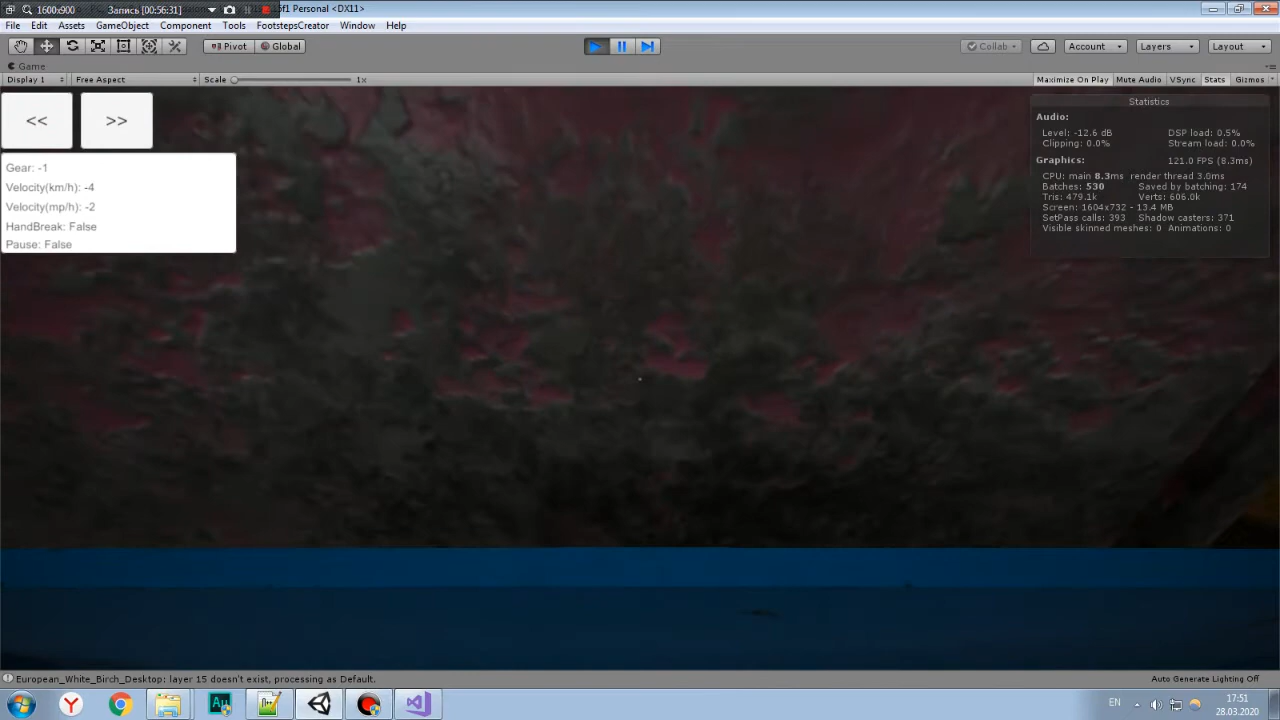 1600x900 Запись [00:56:31] 5f1 Personal <DX11>
File Edit Assets GameObject Component Tools FootstepsCreator Window Help
Pivot Global Collab Account Layers Layout
Game
Display 1 Free Aspect Scale 1x Maximize On Play Mute Audio VSync Stats Gizmos
<< >>
Gear: -1
Velocity(km/h): -4
Velocity(mp/h): -2
HandBreak: False
Pause: False
Statistics
Audio:
Level: -12.6 dB DSP load: 0.5%
Clipping: 0.0% Stream load: 0.0%
Graphics: 121.0 FPS (8.3ms)
CPU: main 8.3ms render thread 3.0ms
Batches: 530 Saved by batching: 174
Tris: 479.1k Verts: 606.0k
Screen: 1604x732 - 13.4 MB
SetPass calls: 393 Shadow casters: 371
Visible skinned meshes: 0 Animations: 0
European_White_Birch_Desktop: layer 15 doesn't exist, processing as Default. Auto Generate Lighting Off
EN 17:51
28.03.2020